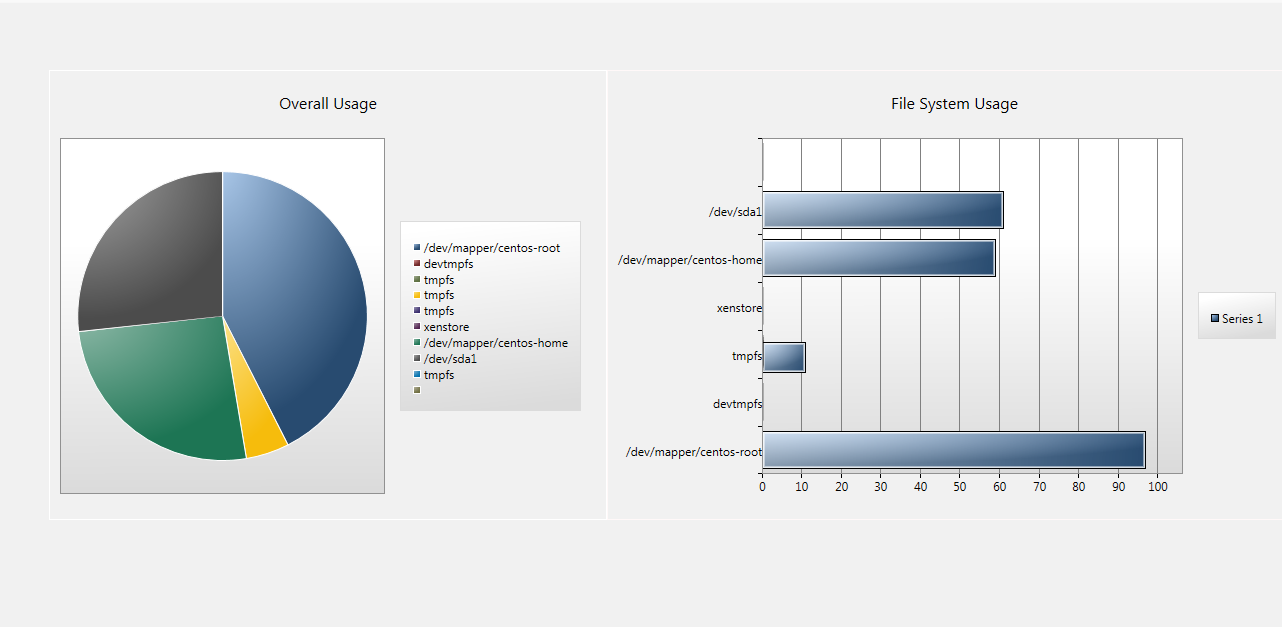 Overall Usage
/dev/mapper/centos-root
devtmpfs
tmpfs
tmpfs
tmpfs
xenstore
/dev/mapper/centos-home
/dev/sda1
tmpfs
File System Usage
/dev/sda1
/dev/mapper/centos-home
xenstore
tmpfs
devtmpfs
/dev/mapper/centos-root
0 10 20 30 40 50 60 70 80 90 100
Series 1